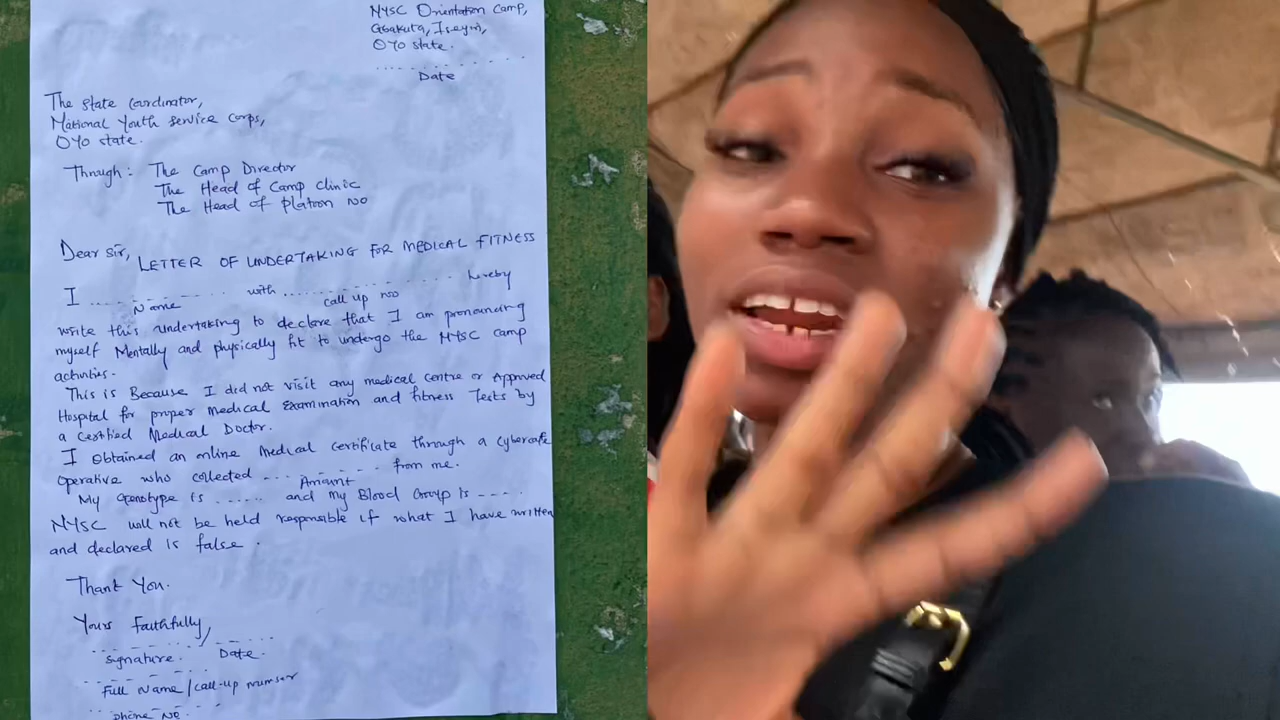 NYSC Orientation Camp,
Gbakuta, Iseyin,
OYO state.
Date
The state coordinator,
National Youth service Corps,
OYO state.
Through: The Camp Director
The Head of Camp clinic
The Head of platoon NO
Dear Sir,
LETTER OF UNDERTAKING FOR MEDICAL FITNESS
I .................. with .................. hereby
Name
call up no
write this undertaking to declare that I am pronouncing
myself Mentally and physically fit to undergo the NYSC camp
activities.
This is Because I did not visit any medical centre or Approved
Hospital for proper Medical Examination and fitness Tests by
a Certified Medical Doctor.
I obtained an online Medical certificate through a cybercafe
operative who collected ......... from me.
Amount
My Genotype is ...... and my Blood Group is ----.
NYSC will not be held responsible if what I have written
and declared is false.
Thank You.
Yours Faithfully,
signature. Date.
Full Name/call-up number
phone No